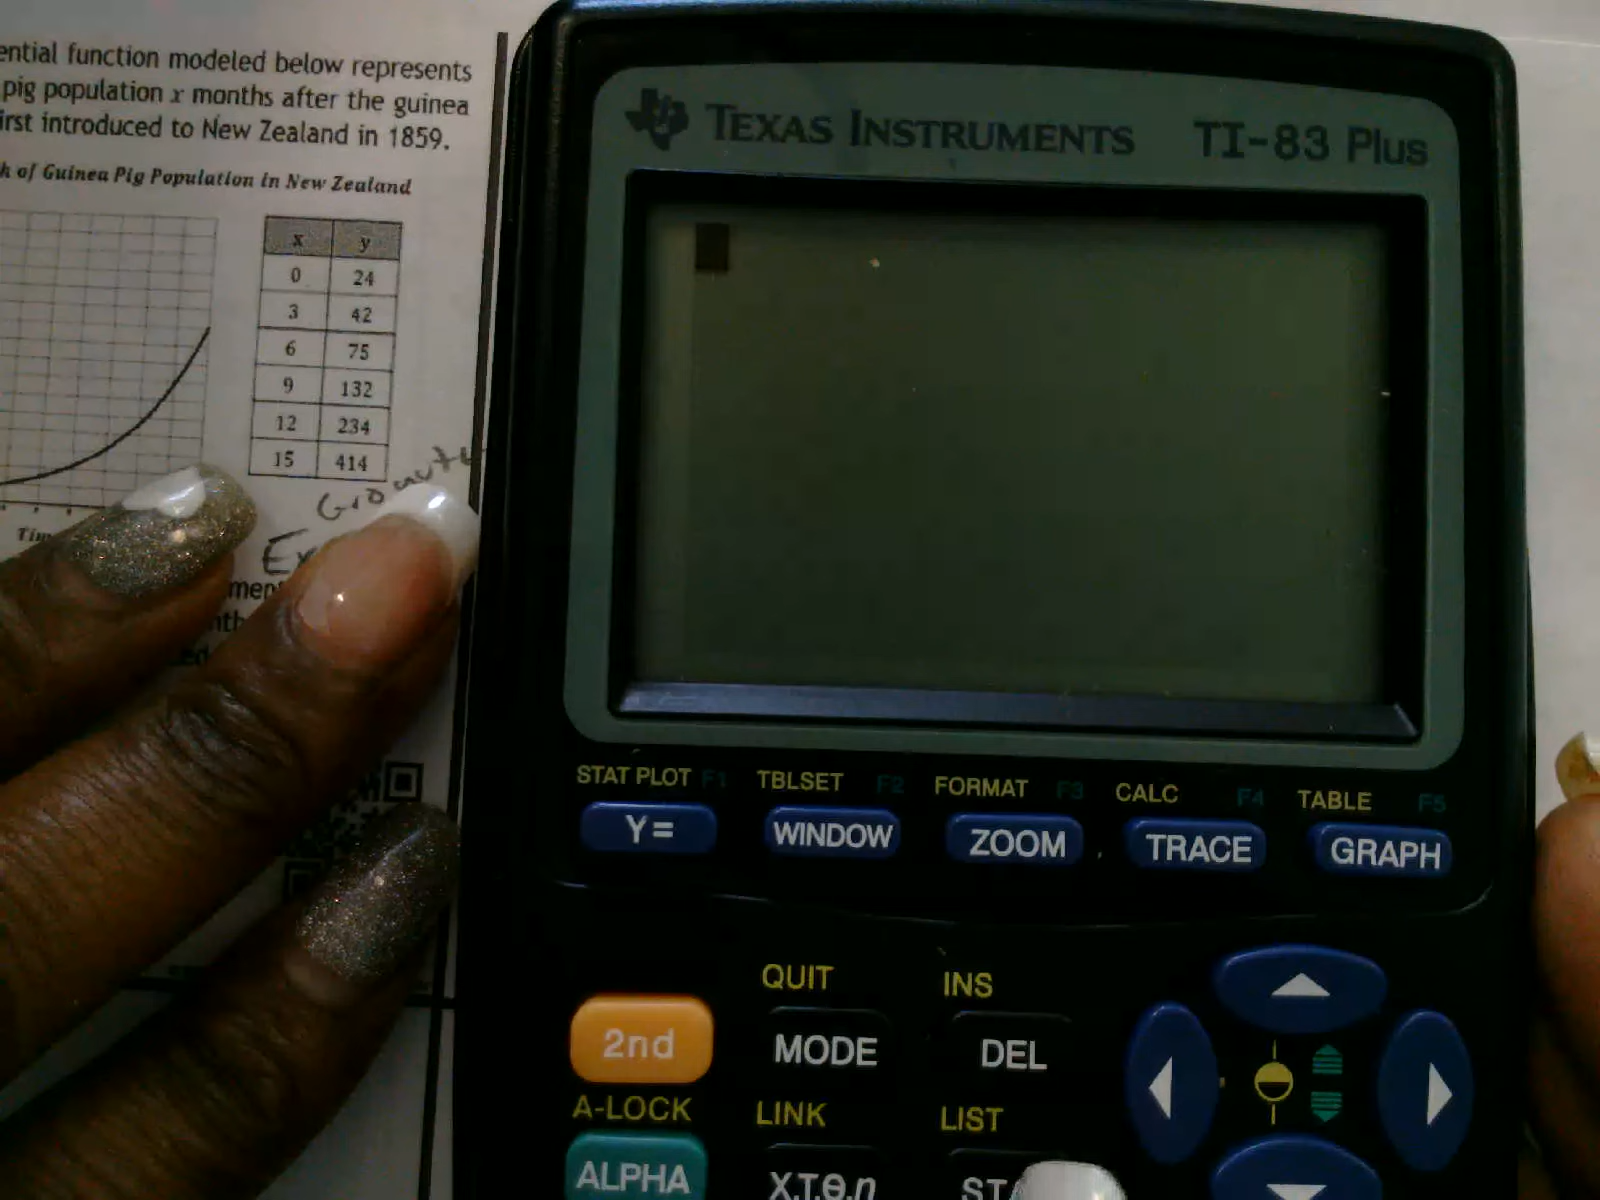 ential function modeled below represents
pig population x months after the guinea
irst introduced to New Zealand in 1859.
k of Guinea Pig Population in New Zealand
x y
0 24
3 42
6 75
9 132
12 234
15 414
TEXAS INSTRUMENTS TI-83 Plus
STAT PLOT F1 TBLSET F2 FORMAT F3 CALC F4 TABLE F5
Y= WINDOW ZOOM TRACE GRAPH
QUIT INS
2nd MODE DEL
A-LOCK LINK LIST
ALPHA X,T,θ,n